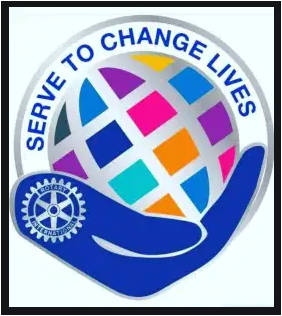 SERVE TO CHANGE LIVES
ROTARY
INTERNATIONAL